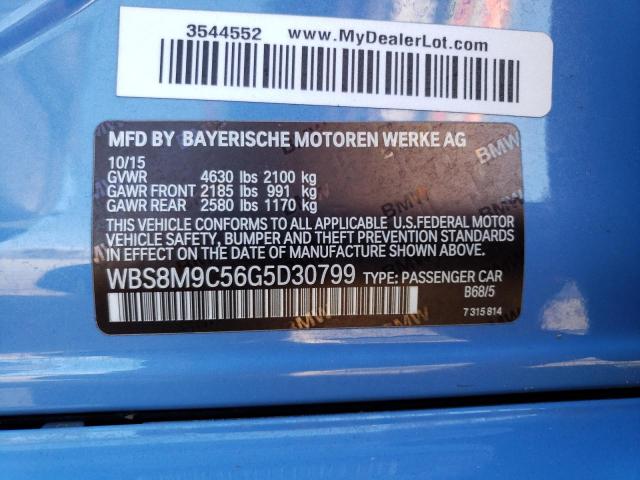 3544552 www.MyDealerLot.com
MFD BY BAYERISCHE MOTOREN WERKE AG
10/15
GVWR 4630 lbs 2100 kg
GAWR FRONT 2185 lbs 991 kg
GAWR REAR 2580 lbs 1170 kg
THIS VEHICLE CONFORMS TO ALL APPLICABLE U.S.FEDERAL MOTOR
VEHICLE SAFETY, BUMPER AND THEFT PREVENTION STANDARDS
IN EFFECT ON THE DATE OF MANUFACTURE SHOWN ABOVE.
WBS8M9C56G5D30799 TYPE: PASSENGER CAR
B68/5
7 315 814
BMW
BMW
BMW